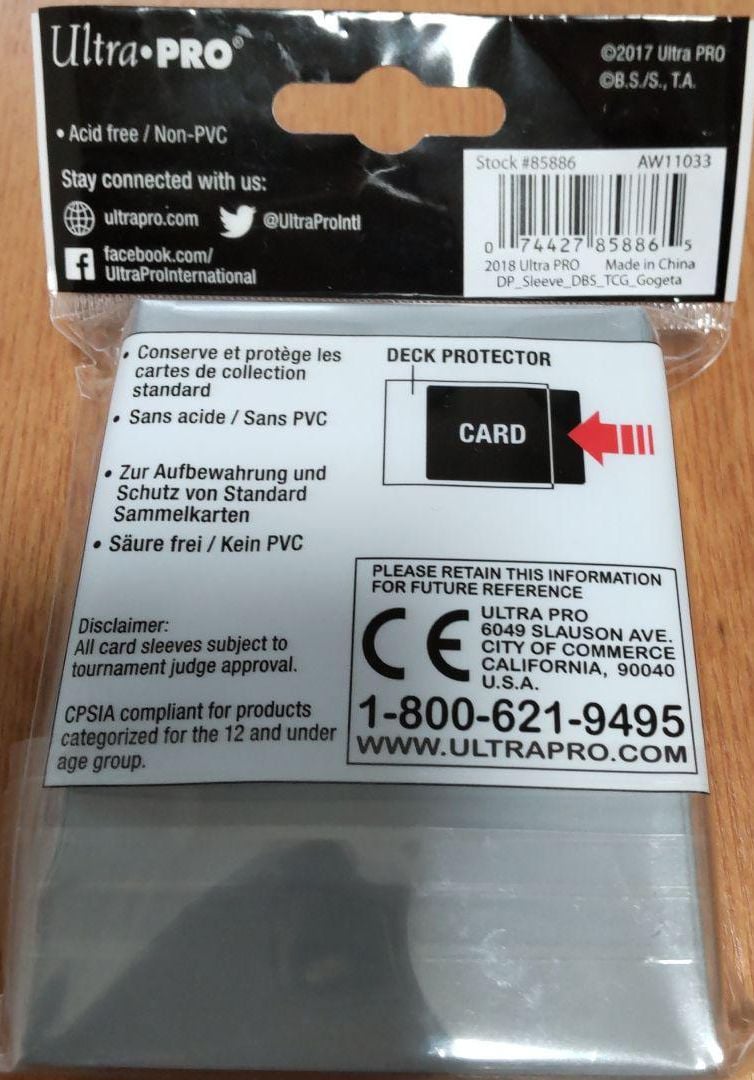 Ultra•PRO®
©2017 Ultra PRO
©B.S./S., T.A.
• Acid free / Non-PVC
Stay connected with us:
ultrapro.com
@UltraProIntl
facebook.com/
UltraProInternational
Stock #85886 AW11033
0 74427 85886 5
2018 Ultra PRO Made in China
DP_Sleeve_DBS_TCG_Gogeta
• Conserve et protège les
cartes de collection
standard
• Sans acide / Sans PVC
• Zur Aufbewahrung und
Schutz von Standard
Sammelkarten
• Säure frei / Kein PVC
DECK PROTECTOR
CARD
Disclaimer:
All card sleeves subject to
tournament judge approval.
CPSIA compliant for products
categorized for the 12 and under
age group.
PLEASE RETAIN THIS INFORMATION
FOR FUTURE REFERENCE
CE
ULTRA PRO
6049 SLAUSON AVE.
CITY OF COMMERCE
CALIFORNIA, 90040
U.S.A.
1-800-621-9495
WWW.ULTRAPRO.COM